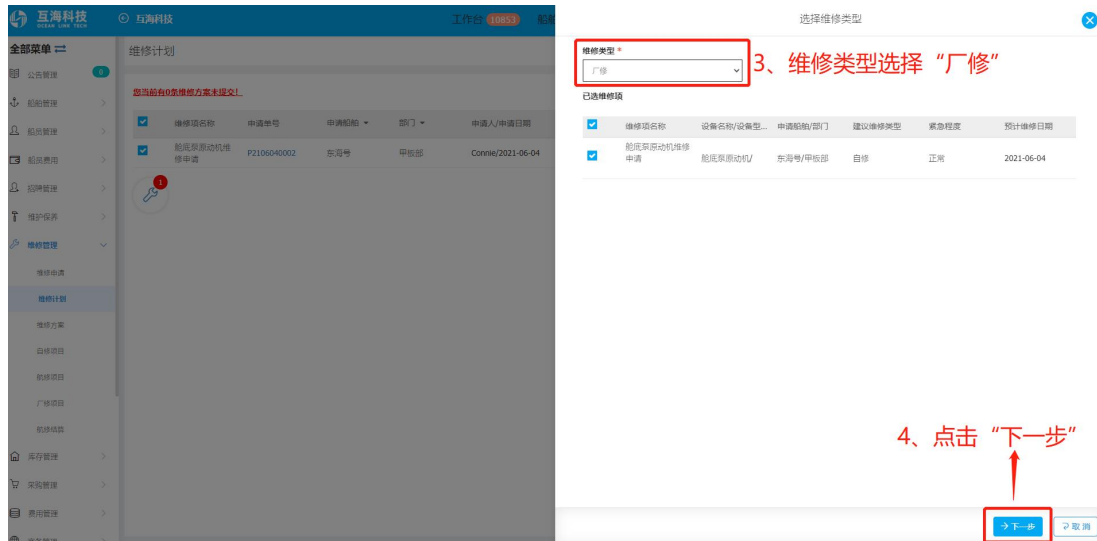 互海科技
OCEAN LINK TECH
互海科技
工作台 10853 船舶
全部菜单
公告管理 8
船舶管理
船员管理
船员费用
招聘管理
维护保养
维修管理
维修申请
维修计划
维修方案
自修项目
航修项目
厂修项目
航修结算
库存管理
采购管理
费用管理
维修计划
您当前有0条维修方案未提交!
维修项名称 申请单号 申请船舶 部门 申请人/申请日期
舱底泵原动机维修申请 P2106040002 东海号 甲板部 Connie/2021-06-04
1
选择维修类型
维修类型 *
厂修
3、维修类型选择“厂修”
已选维修项
维修项名称 设备名称/设备型... 申请船舶/部门 建议维修类型 紧急程度 预计维修日期
舱底泵原动机维修申请 舱底泵原动机/ 东海号/甲板部 自修 正常 2021-06-04
4、点击“下一步”
下一步 取消